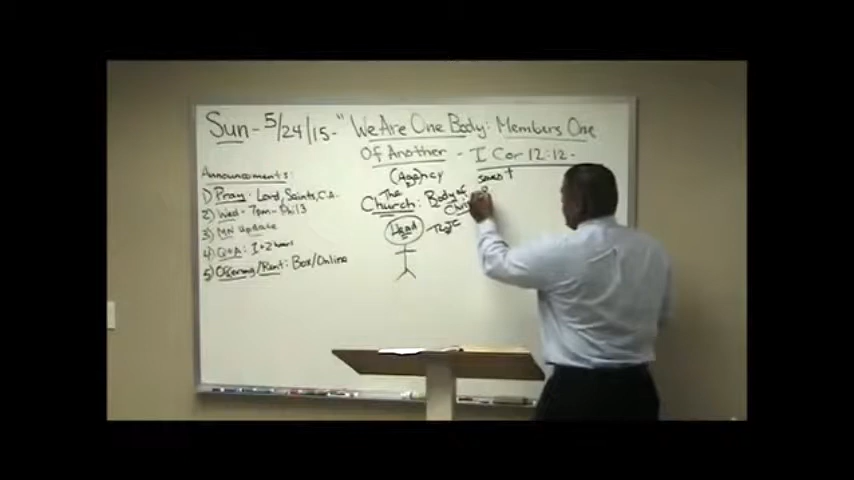 Sun - 5/24/15 - "We Are One Body: Members One
Of Another - I Cor 12:12-
Announcements:
1) Pray: Lord, Saints, C.A.
2) Wed - 7pm - Phil 3
3) MN Update
4) Q+A: 1+2 hours
5) Offering/Rent: Box/Online
(Agency
The
Church: Body of
Head - TLJC